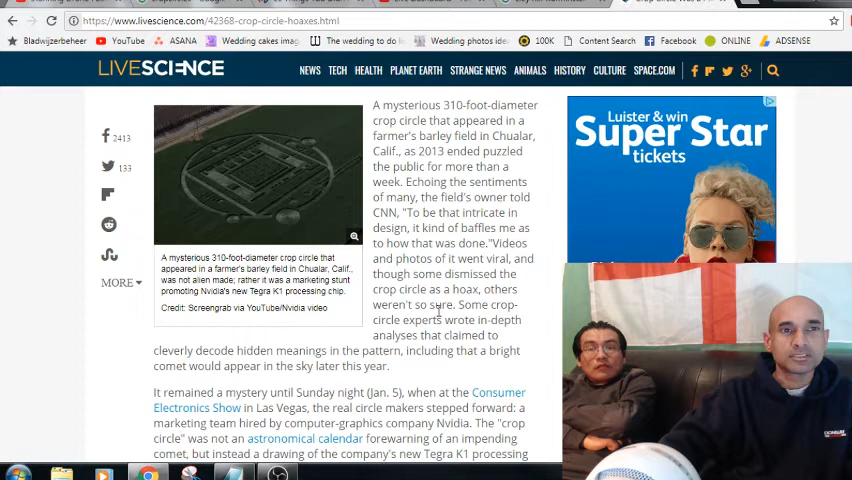 https://www.livescience.com/42368-crop-circle-hoaxes.html
Bladwijzerbeheer YouTube ASANA Wedding cakes imag The wedding to do li Wedding photos ide 100K Content Search Facebook ONLINE ADSENSE
LIVESCIENCE
NEWS TECH HEALTH PLANET EARTH STRANGE NEWS ANIMALS HISTORY CULTURE SPACE.COM
2413
133
MORE
A mysterious 310-foot-diameter crop circle that
appeared in a farmer's barley field in Chualar, Calif.,
was not alien made; rather it was a marketing stunt
promoting Nvidia's new Tegra K1 processing chip.
Credit: Screengrab via YouTube/Nvidia video
A mysterious 310-foot-diameter
crop circle that appeared in a
farmer's barley field in Chualar,
Calif., as 2013 ended puzzled
the public for more than a
week. Echoing the sentiments
of many, the field's owner told
CNN, "To be that intricate in
design, it kind of baffles me as
to how that was done."Videos
and photos of it went viral, and
though some dismissed the
crop circle as a hoax, others
weren't so sure. Some crop-
circle experts wrote in-depth
analyses that claimed to
cleverly decode hidden meanings in the pattern, including that a bright
comet would appear in the sky later this year.
It remained a mystery until Sunday night (Jan. 5), when at the Consumer
Electronics Show in Las Vegas, the real circle makers stepped forward: a
marketing team hired by computer-graphics company Nvidia. The "crop
circle" was not an astronomical calendar forewarning of an impending
comet, but instead a drawing of the company's new Tegra K1 processing
Luister & win
Super Star
tickets